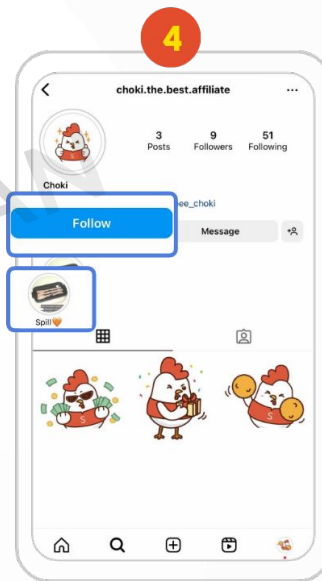 4
choki.the.best.affiliate
3 9 51
Posts Followers Following
Choki
ee_choki
Follow
Message
Spill🧡
S
S
S